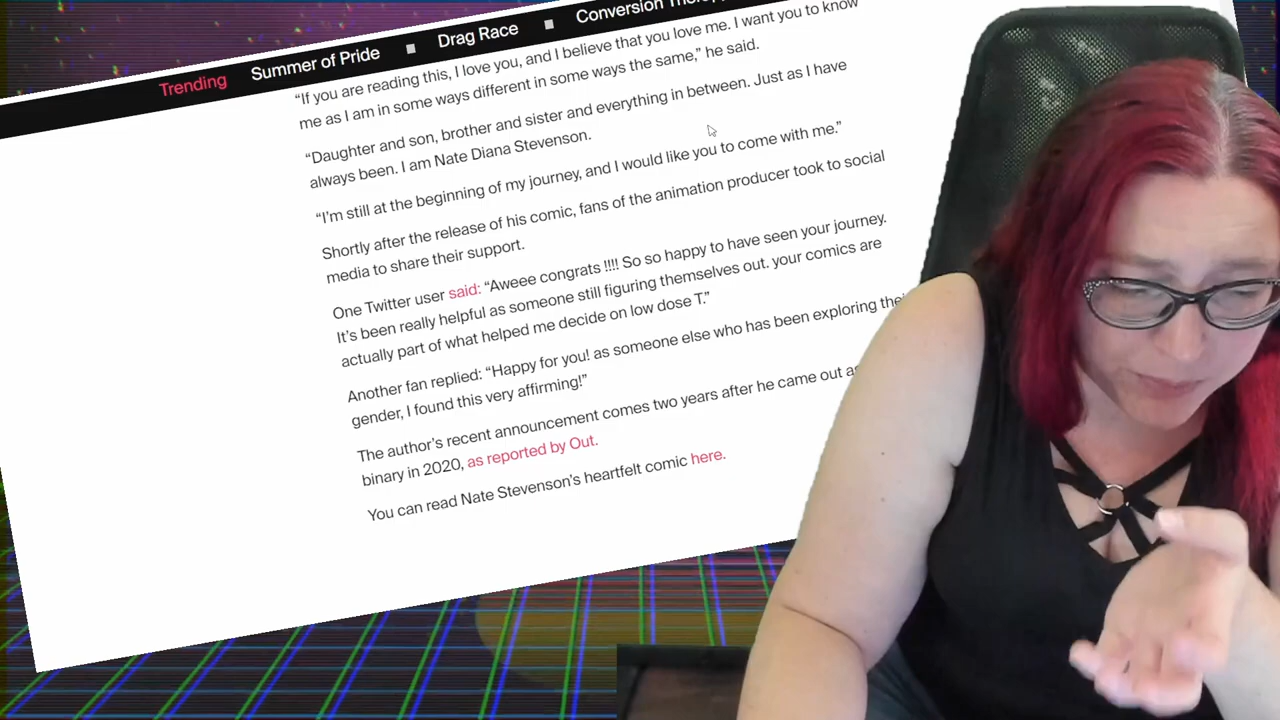 Trending Summer of Pride Drag Race Conversion
“If you are reading this, I love you, and I believe that you love me. I want you to know
me as I am in some ways different in some ways the same,” he said.
“Daughter and son, brother and sister and everything in between. Just as I have
always been. I am Nate Diana Stevenson.
“I’m still at the beginning of my journey, and I would like you to come with me.”
Shortly after the release of his comic, fans of the animation producer took to social
media to share their support.
One Twitter user said: “Aweee congrats !!!! So so happy to have seen your journey.
It’s been really helpful as someone still figuring themselves out. your comics are
actually part of what helped me decide on low dose T.”
Another fan replied: “Happy for you! as someone else who has been exploring
gender, I found this very affirming!”
The author’s recent announcement comes two years after he came out
binary in 2020, as reported by Out.
You can read Nate Stevenson’s heartfelt comic here.